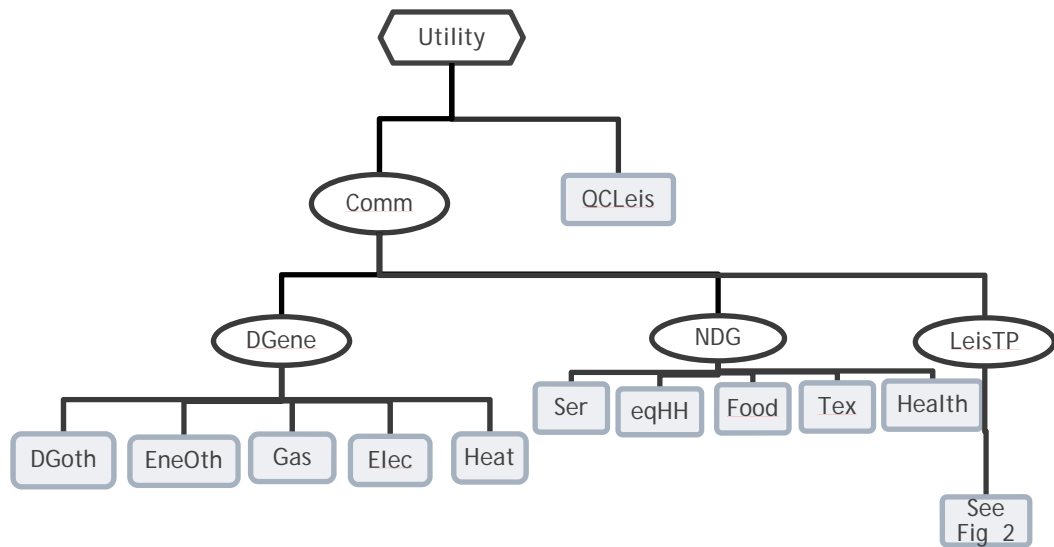 Utility
Comm
QCLeis
DGene
NDG
LeisTP
Ser
eqHH
Food
Tex
Health
DGoth
EneOth
Gas
Elec
Heat
See
Fig 2